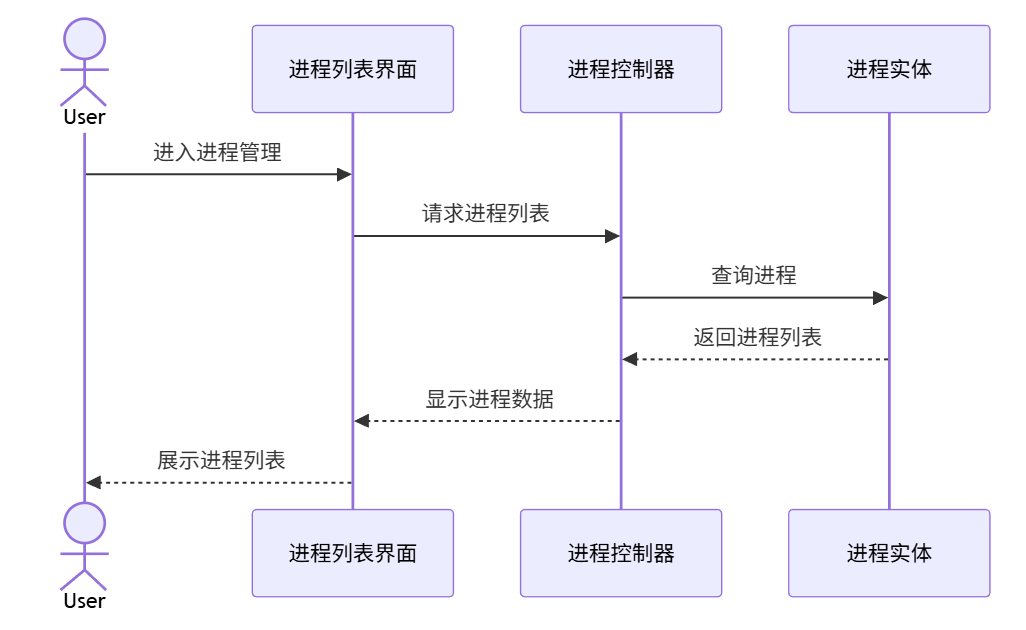 进程列表界面
进程控制器
进程实体
User
进入进程管理
请求进程列表
查询进程
返回进程列表
显示进程数据
展示进程列表
进程列表界面
进程控制器
进程实体
User